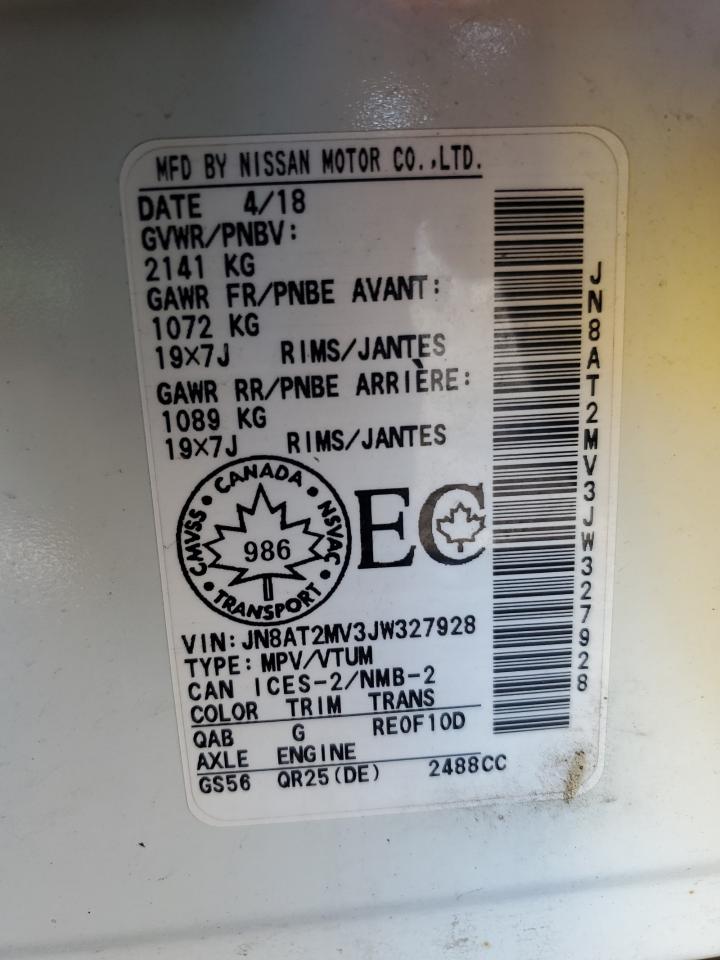 MFD BY NISSAN MOTOR CO.,LTD.
DATE 4/18
GVWR/PNBV:
2141 KG
GAWR FR/PNBE AVANT:
1072 KG
19×7J RIMS/JANTES
GAWR RR/PNBE ARRIÈRE:
1089 KG
19×7J RIMS/JANTES
CANADA
CMVSS • NSVAC
986
TRANSPORT
EC
VIN:JN8AT2MV3JW327928
TYPE:MPV/VTUM
CAN ICES-2/NMB-2
COLOR TRIM TRANS
QAB G RE0F10D
AXLE ENGINE
GS56 QR25(DE) 2488CC
JN8AT2MV3JW327928